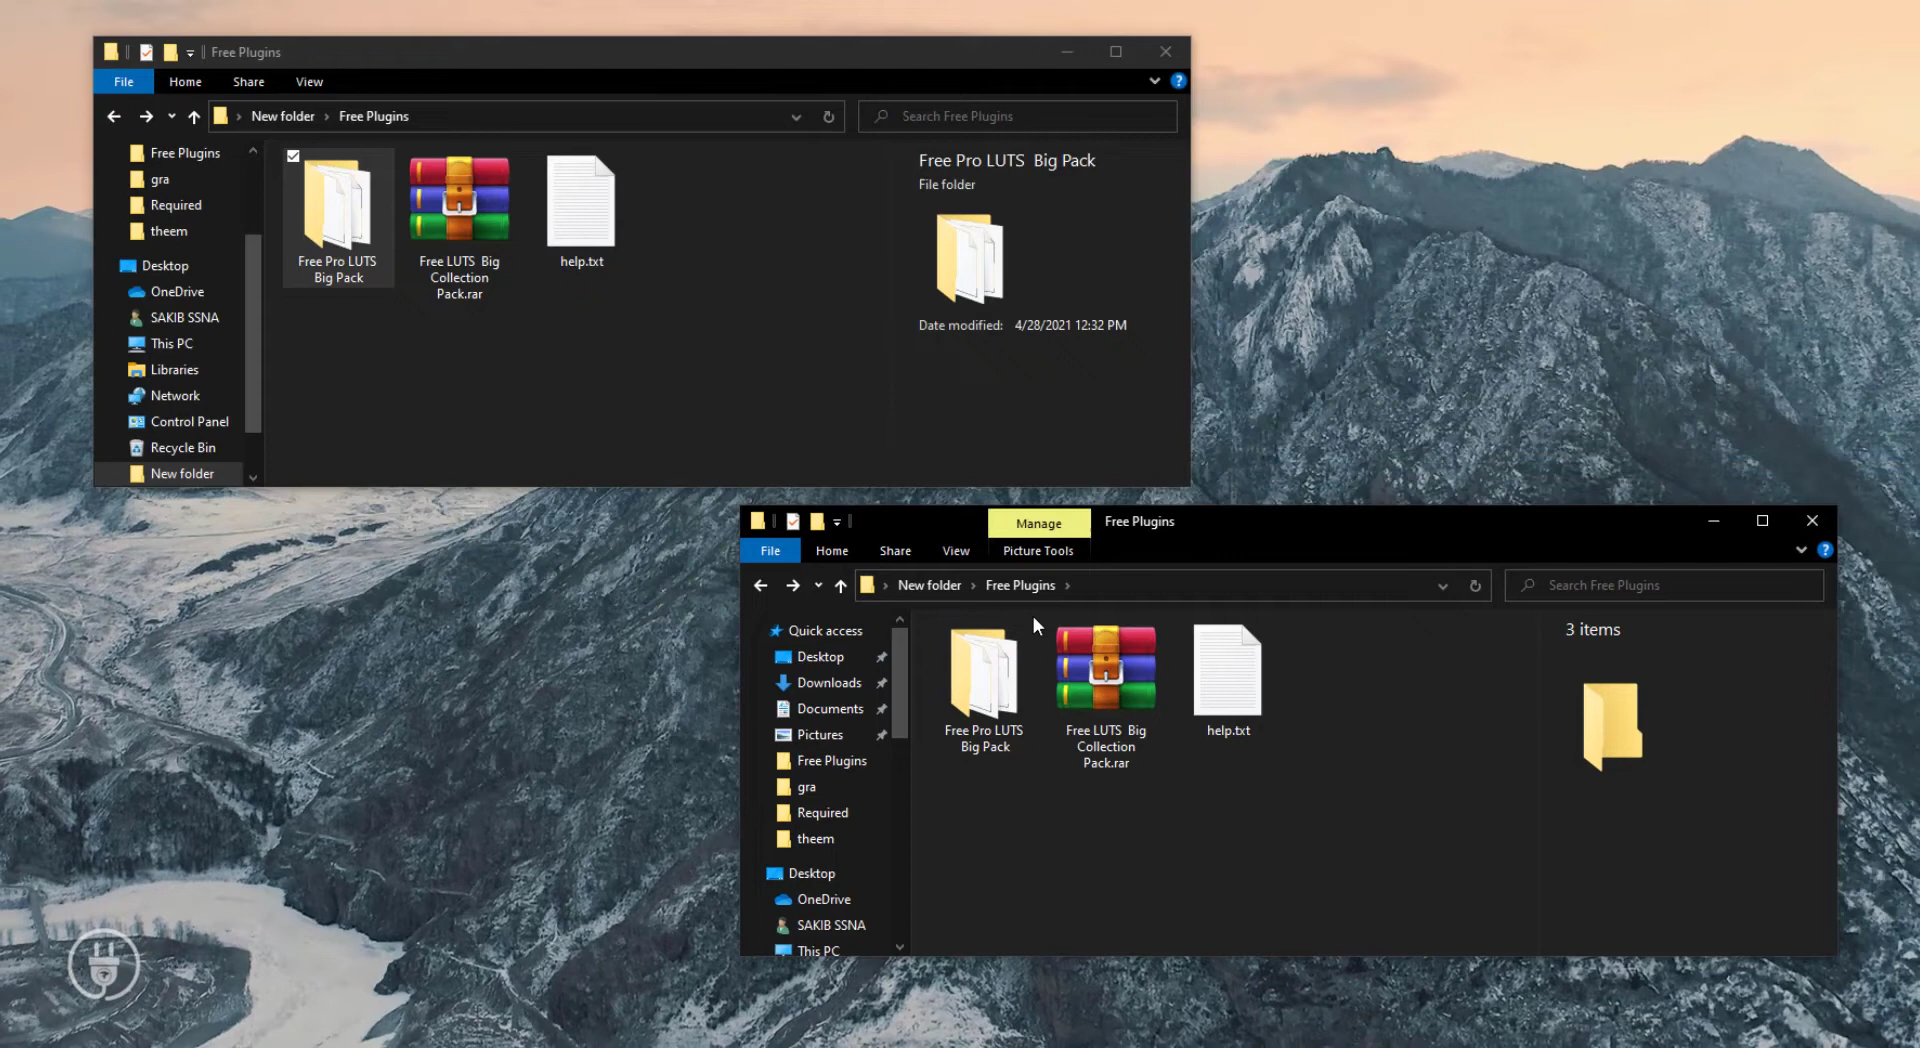 Free Plugins
File Home Share View
New folder Free Plugins
Search Free Plugins
Free Plugins
gra
Required
theem
Desktop
OneDrive
SAKIB SSNA
This PC
Libraries
Network
Control Panel
Recycle Bin
New folder
Free Pro LUTS
Big Pack
Free LUTS Big
Collection
Pack.rar
help.txt
Free Pro LUTS Big Pack
File folder
Date modified: 4/28/2021 12:32 PM
Manage Free Plugins
File Home Share View Picture Tools
New folder Free Plugins
Search Free Plugins
Quick access
Desktop
Downloads
Documents
Pictures
Free Plugins
gra
Required
theem
Desktop
OneDrive
SAKIB SSNA
This PC
Free Pro LUTS
Big Pack
Free LUTS Big
Collection
Pack.rar
help.txt
3 items